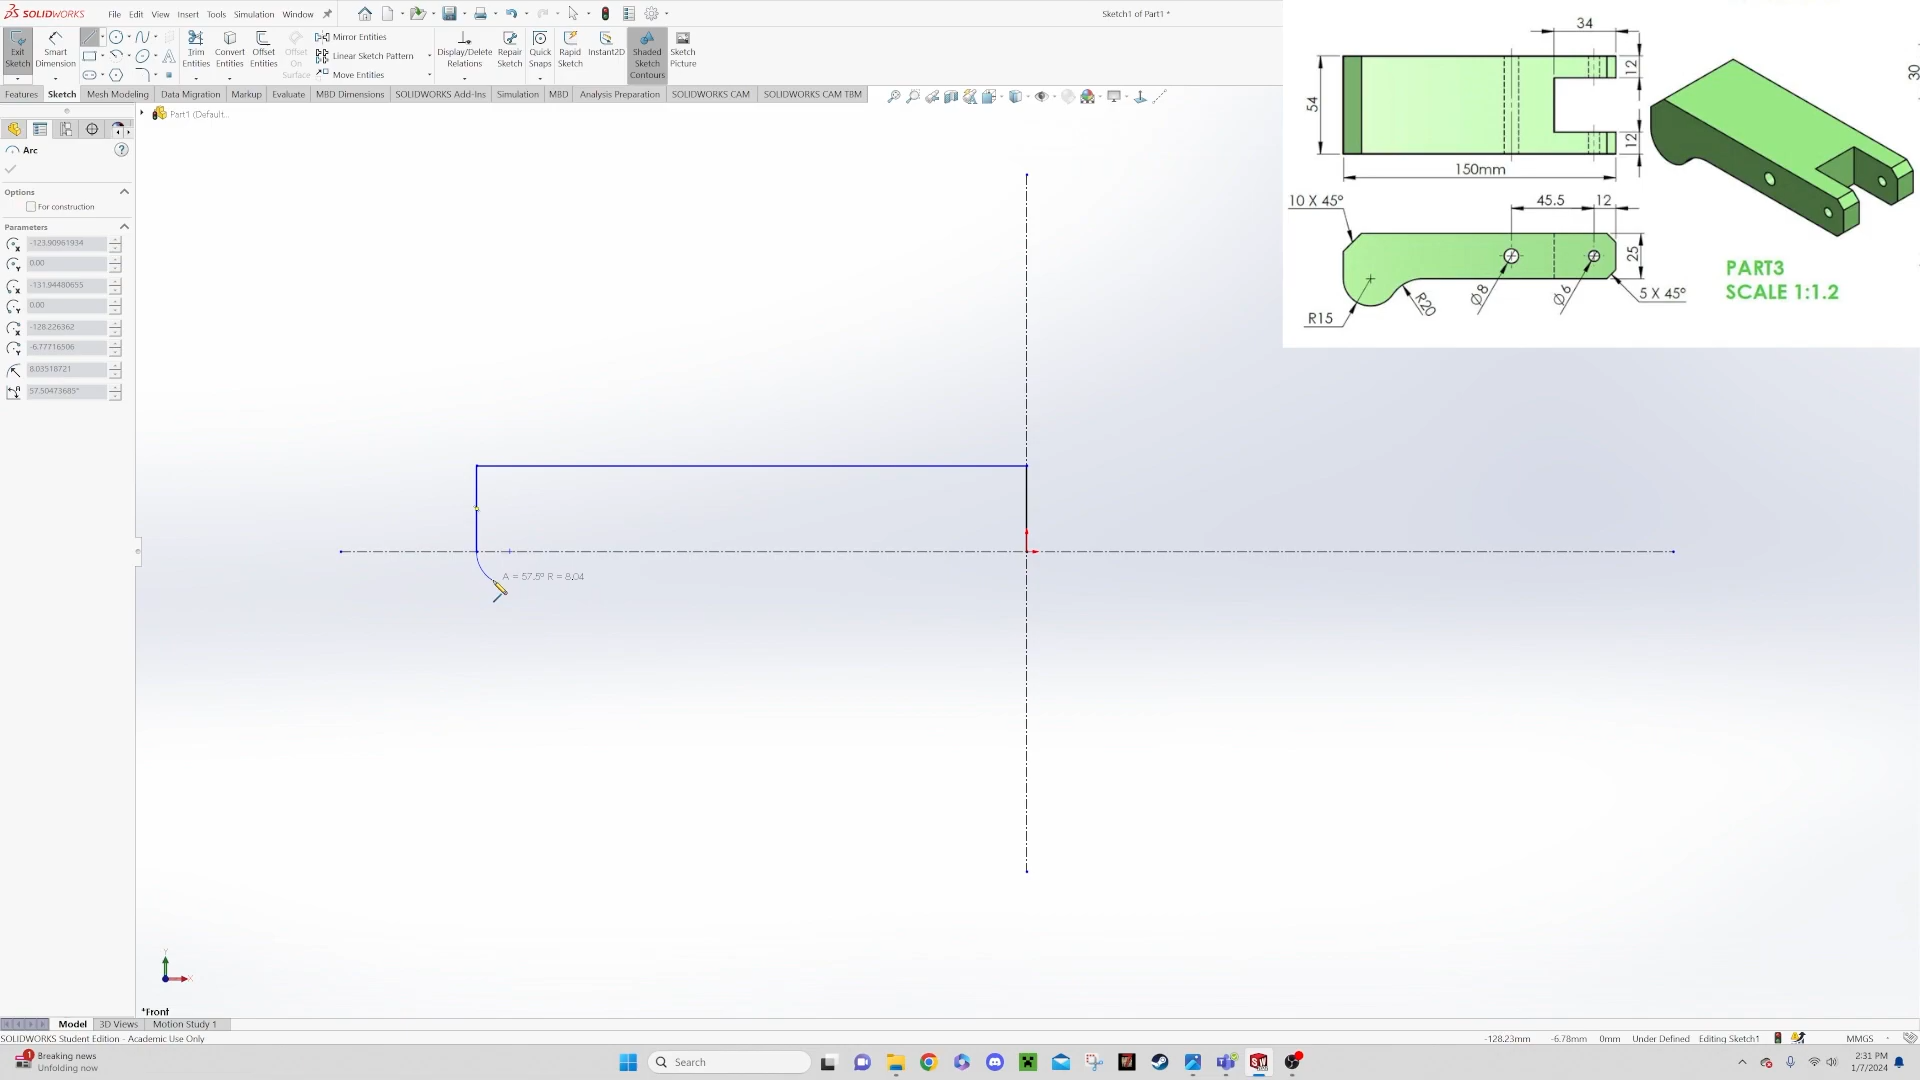 SOLIDWORKS
File Edit View Insert Tools Simulation Window
Sketch1 of Part1 *
Exit Sketch
Smart Dimension
Trim Entities
Convert Entities
Offset Entities
Offset On Surface
Mirror Entities
Linear Sketch Pattern
Move Entities
Display/Delete Relations
Repair Sketch
Quick Snaps
Rapid Sketch
Instant2D
Shaded Sketch Contours
Sketch Picture
Features Sketch Mesh Modeling Data Migration Markup Evaluate MBD Dimensions SOLIDWORKS Add-Ins Simulation MBD Analysis Preparation SOLIDWORKS CAM SOLIDWORKS CAM TBM
Part1 (Default...
Arc
Options
For construction
Parameters
-123.90961934
0.00
-131.94480655
0.00
-128.226362
-6.77716506
8.03518721
57.50473685°
A = 57.5° R = 8.04
34
12
54
12
150mm
30
10 X 45°
45.5
12
25
R15
R20
Ø8
Ø6
5 X 45°
PART3
SCALE 1:1.2
Y
X
*Front
Model 3D Views Motion Study 1
SOLIDWORKS Student Edition - Academic Use Only
-128.23mm -6.78mm 0mm Under Defined Editing Sketch1 MMGS
1
Breaking news
Unfolding now
Search
2:31 PM
1/7/2024